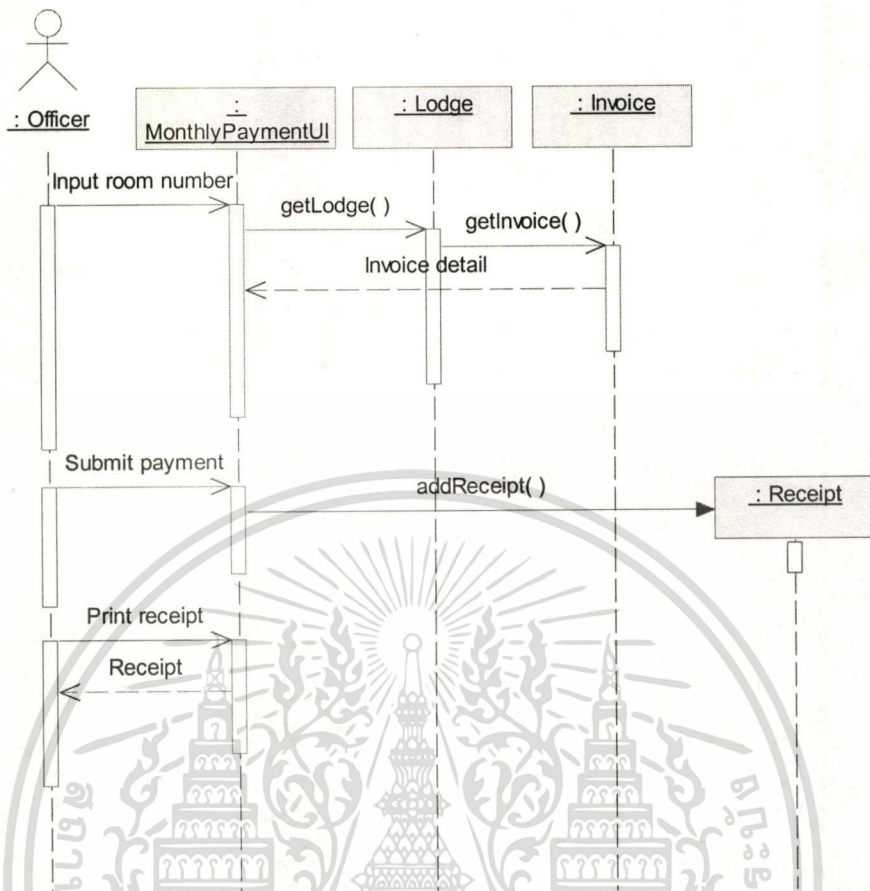 : Officer
:
MonthlyPaymentUI
: Lodge
: Invoice
Input room number
getLodge( )
getInvoice( )
Invoice detail
Submit payment
addReceipt( )
: Receipt
Print receipt
Receipt